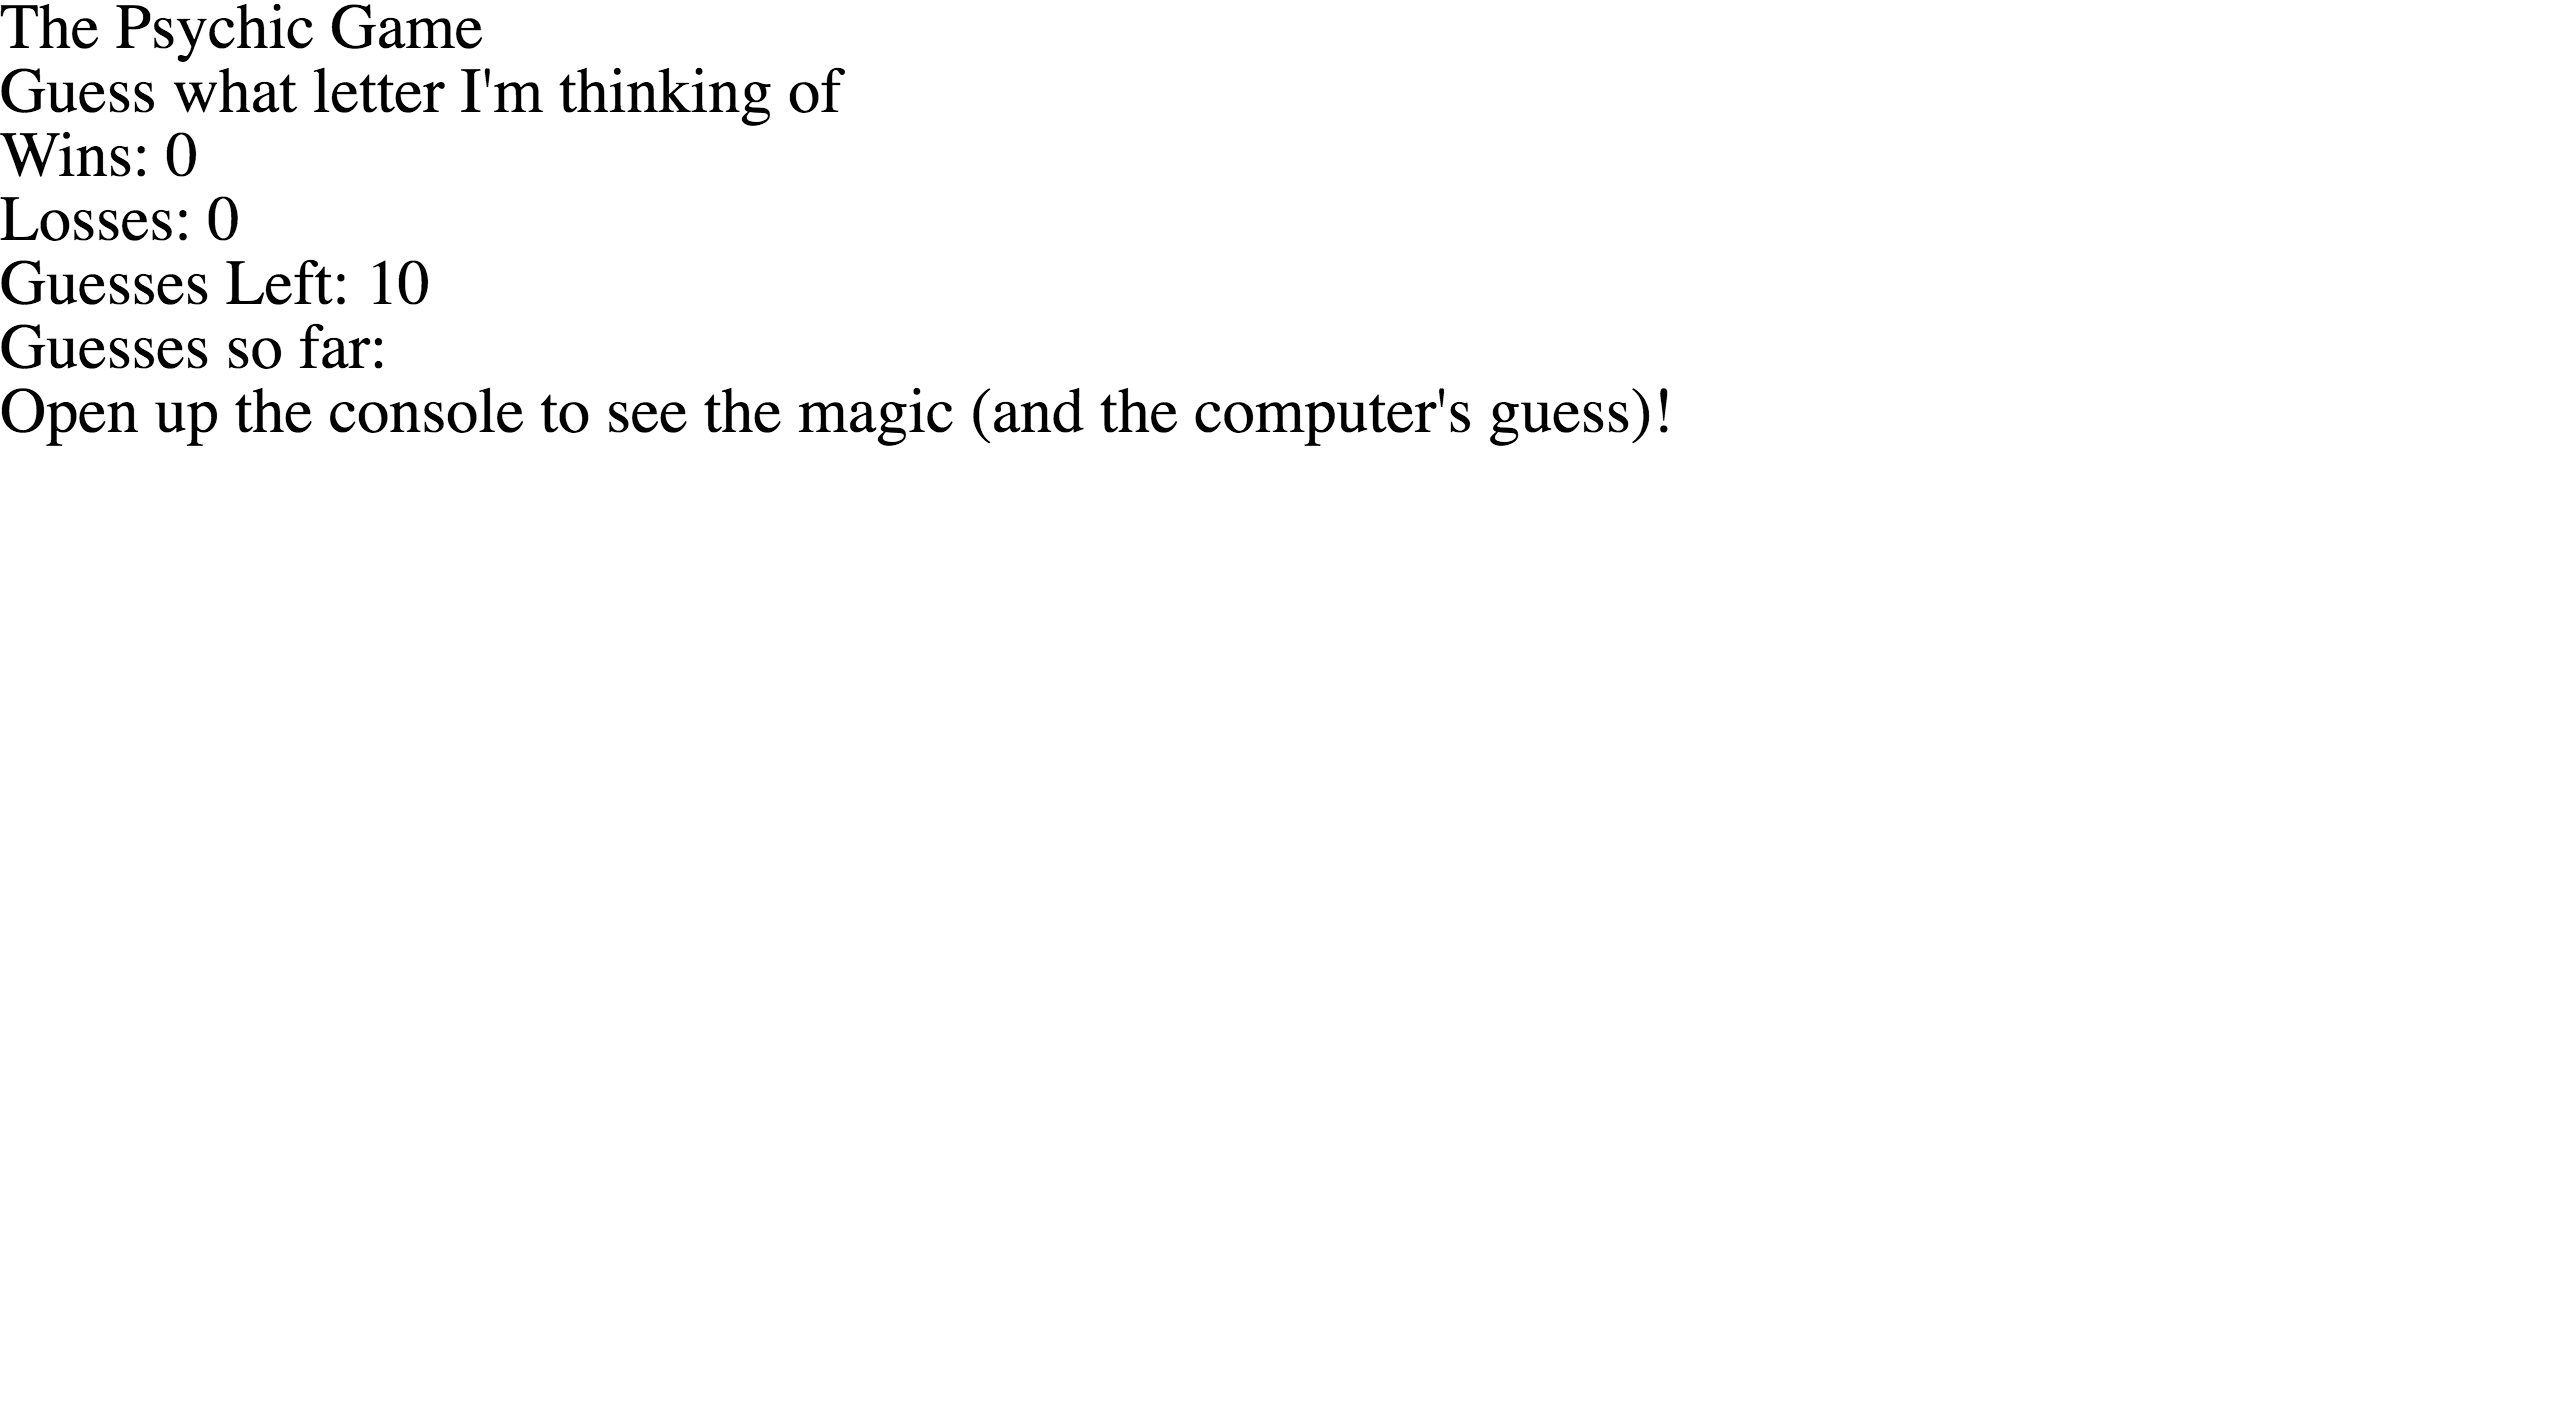 The Psychic Game
Guess what letter I'm thinking of
Wins: 0
Losses: 0
Guesses Left: 10
Guesses so far:
Open up the console to see the magic (and the computer's guess)!